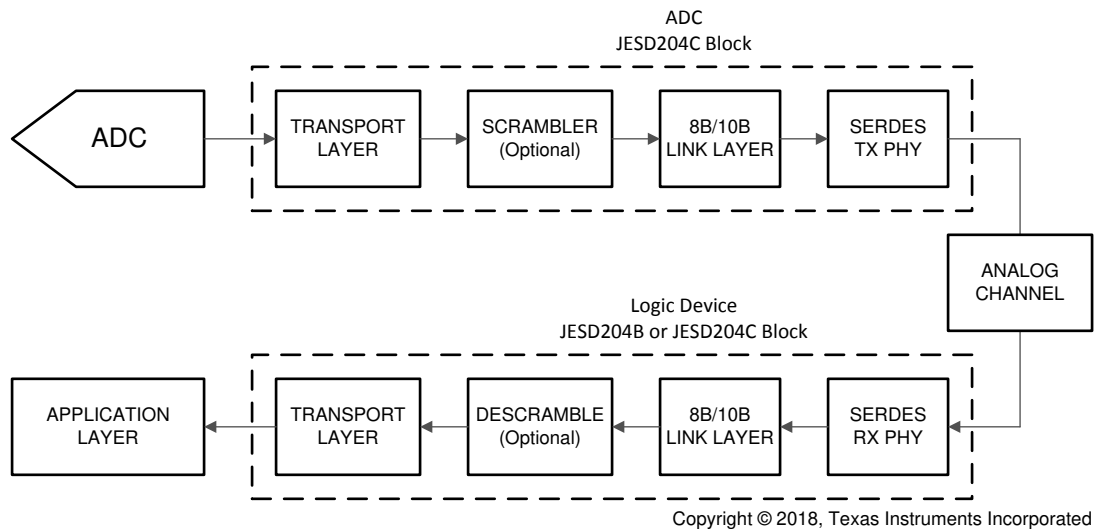 ADC
JESD204C Block
ADC
TRANSPORT
LAYER
SCRAMBLER
(Optional)
8B/10B
LINK LAYER
SERDES
TX PHY
ANALOG
CHANNEL
Logic Device
JESD204B or JESD204C Block
APPLICATION
LAYER
TRANSPORT
LAYER
DESCRAMBLE
(Optional)
8B/10B
LINK LAYER
SERDES
RX PHY
Copyright © 2018, Texas Instruments Incorporated